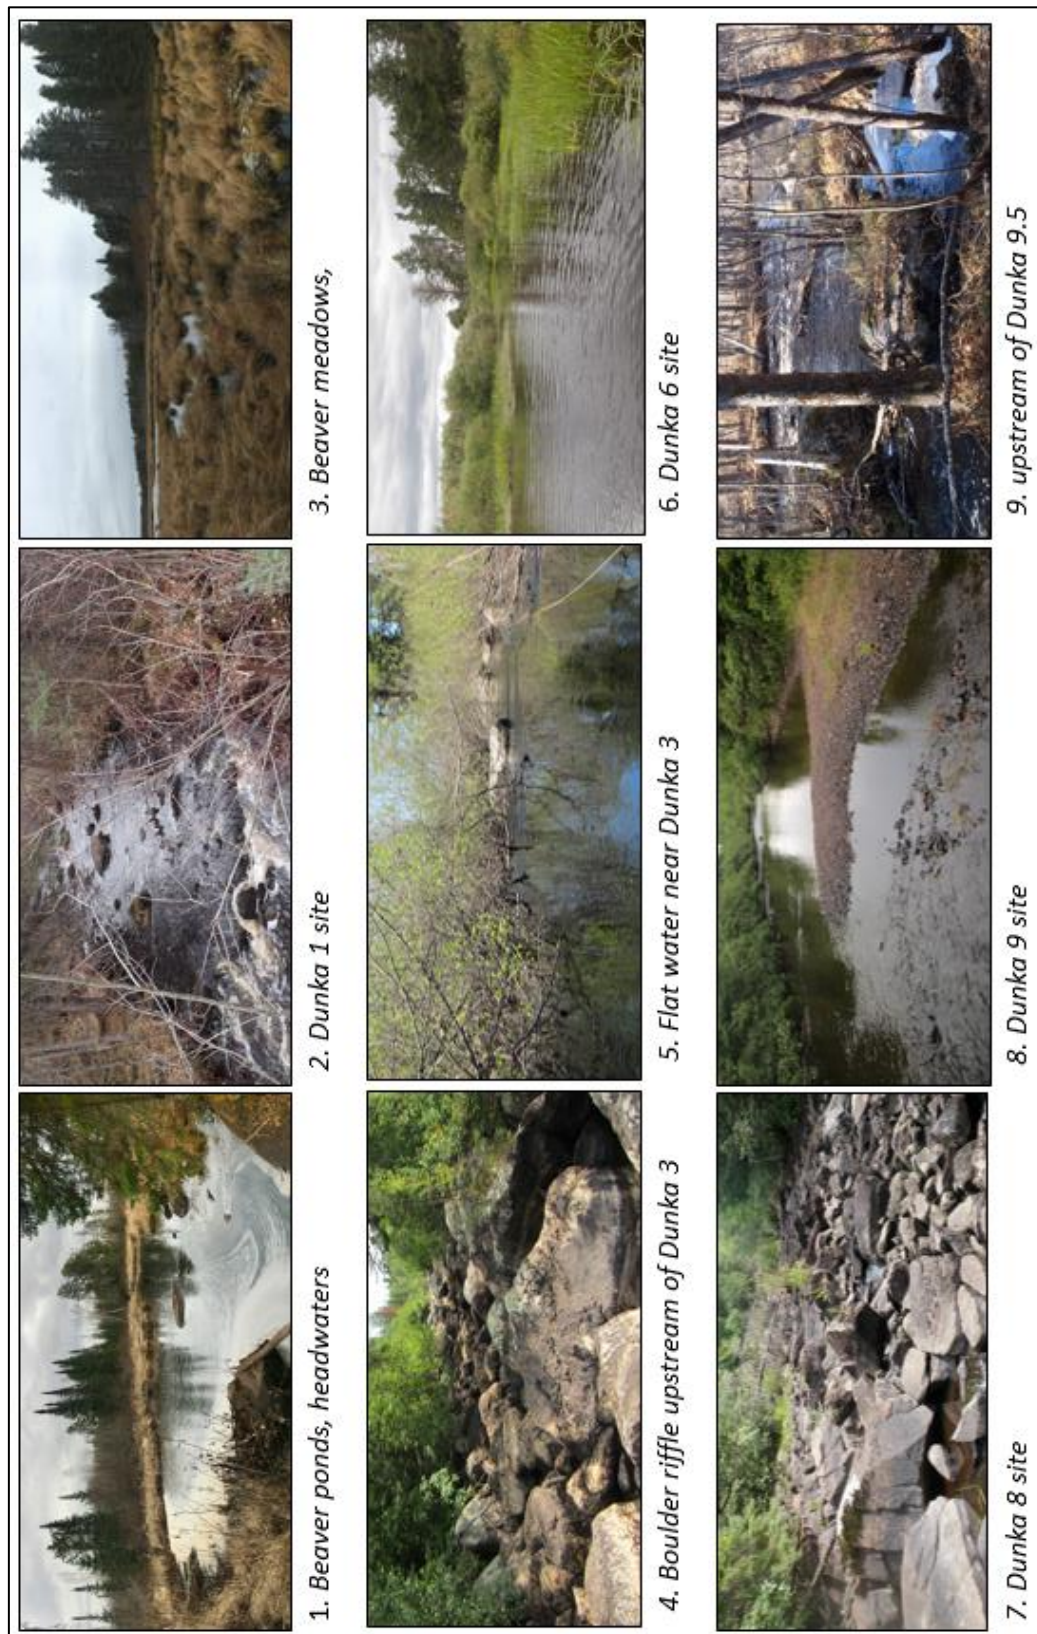 1. Beaver ponds, headwaters
2. Dunka 1 site
3. Beaver meadows,
4. Boulder riffle upstream of Dunka 3
5. Flat water near Dunka 3
6. Dunka 6 site
7. Dunka 8 site
8. Dunka 9 site
9. upstream of Dunka 9.5